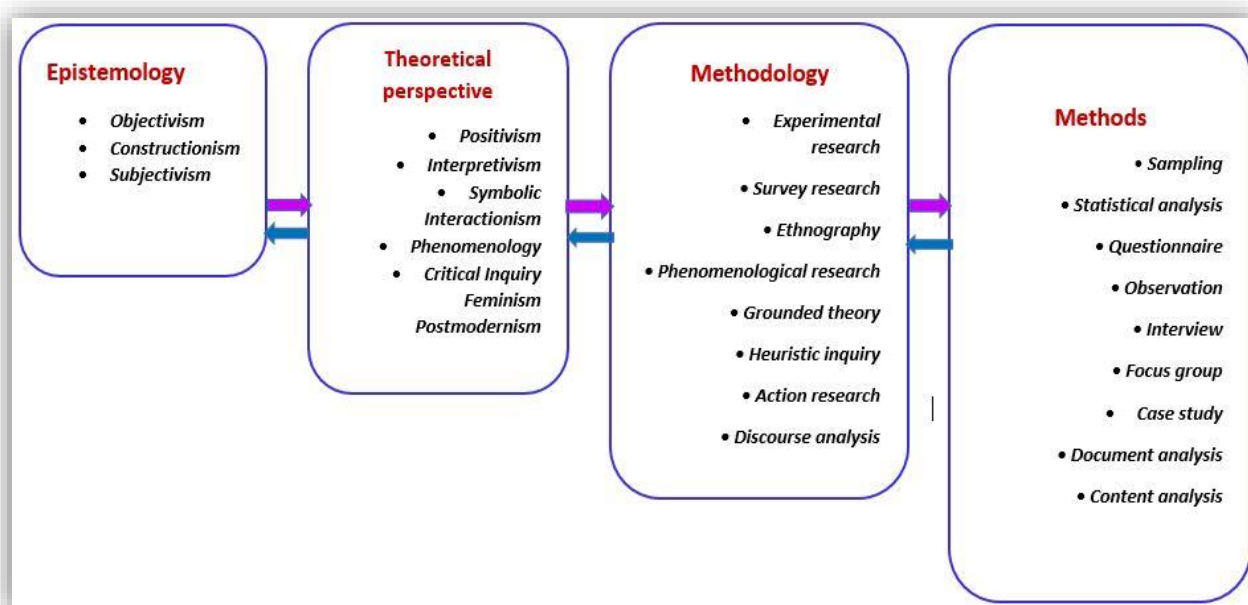 Epistemology
• Objectivism
• Constructionism
• Subjectivism
Theoretical
perspective
• Positivism
• Interpretivism
• Symbolic
Interactionism
• Phenomenology
• Critical Inquiry
Feminism
Postmodernism
Methodology
• Experimental
research
• Survey research
• Ethnography
• Phenomenological research
• Grounded theory
• Heuristic inquiry
• Action research
• Discourse analysis
Methods
• Sampling
• Statistical analysis
• Questionnaire
• Observation
• Interview
• Focus group
• Case study
• Document analysis
• Content analysis